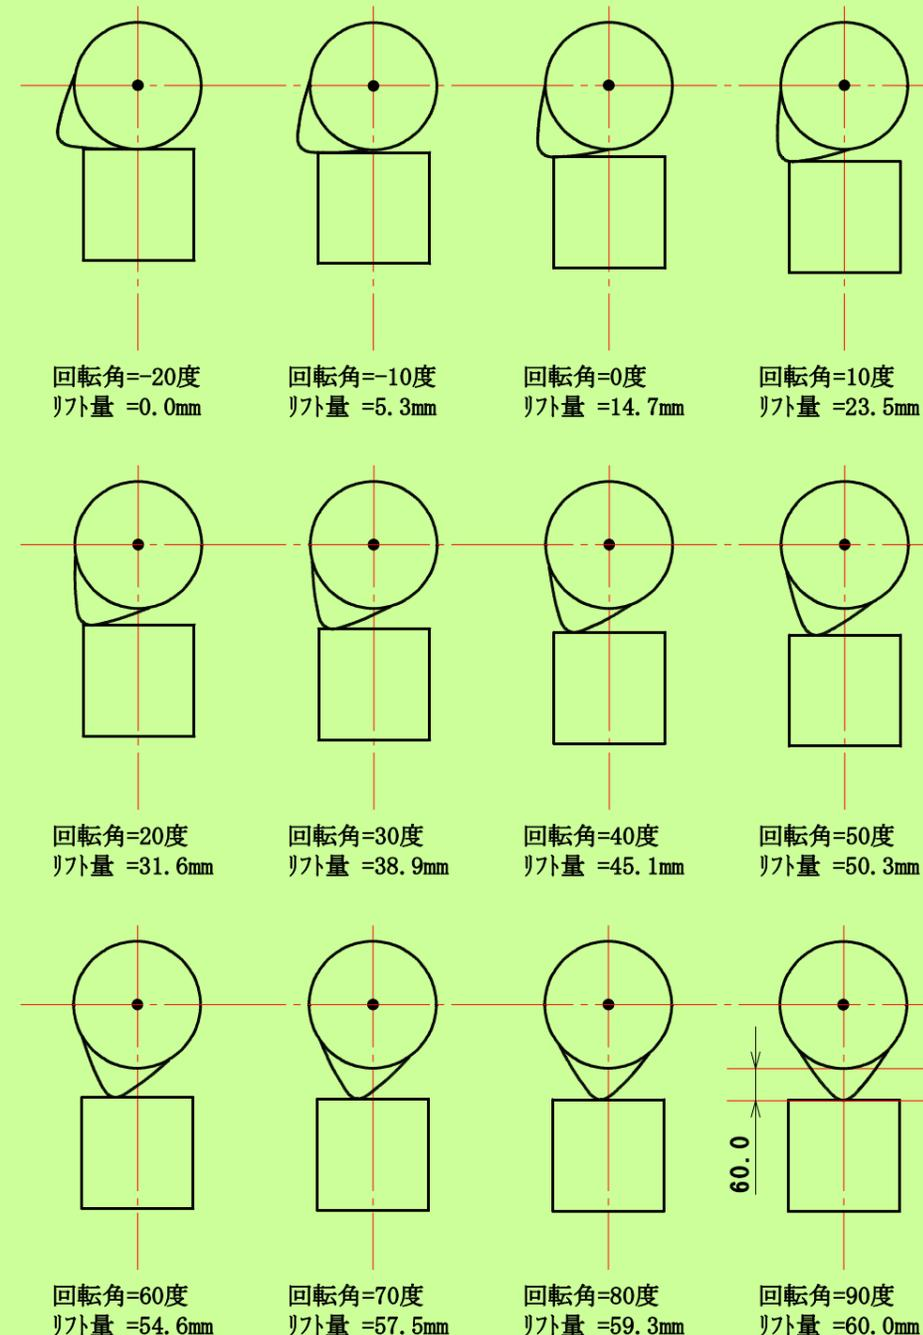 回転角=-20度
リフト量 =0.0mm
回転角=-10度
リフト量 =5.3mm
回転角=0度
リフト量 =14.7mm
回転角=10度
リフト量 =23.5mm
回転角=20度
リフト量 =31.6mm
回転角=30度
リフト量 =38.9mm
回転角=40度
リフト量 =45.1mm
回転角=50度
リフト量 =50.3mm
60.0
回転角=60度
リフト量 =54.6mm
回転角=70度
リフト量 =57.5mm
回転角=80度
リフト量 =59.3mm
回転角=90度
リフト量 =60.0mm